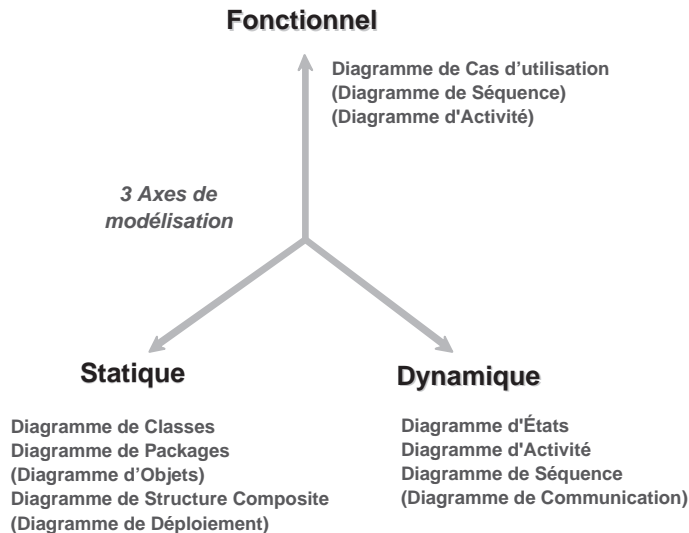 Fonctionnel
Diagramme de Cas d’utilisation
(Diagramme de Séquence)
(Diagramme d'Activité)
3 Axes de
modélisation
Statique
Diagramme de Classes
Diagramme de Packages
(Diagramme d’Objets)
Diagramme de Structure Composite
(Diagramme de Déploiement)
Dynamique
Diagramme d'États
Diagramme d'Activité
Diagramme de Séquence
(Diagramme de Communication)